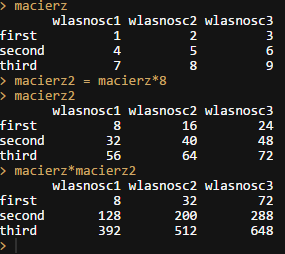 > macierz
wlasnosc1 wlasnosc2 wlasnosc3
first 1 2 3
second 4 5 6
third 7 8 9
> macierz2 = macierz*8
> macierz2
wlasnosc1 wlasnosc2 wlasnosc3
first 8 16 24
second 32 40 48
third 56 64 72
> macierz*macierz2
wlasnosc1 wlasnosc2 wlasnosc3
first 8 32 72
second 128 200 288
third 392 512 648
>